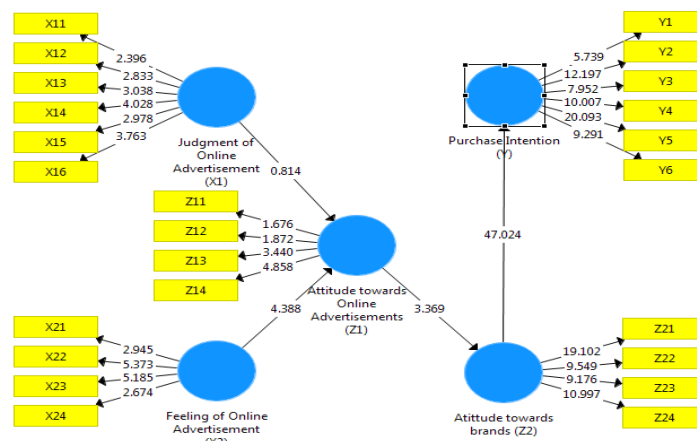 X11
X12
X13
X14
X15
X16
2.396
2.833
3.038
4.028
2.978
3.763
Judgment of
Online
Advertisement
(X1)
0.814
Y1
Y2
Y3
Y4
Y5
Y6
5.739
12.197
7.952
10.007
20.093
9.291
Purchase Intention
(Y)
Z11
Z12
Z13
Z14
1.676
1.872
3.440
4.858
Attitude towards
Online
Advertisements
(Z1)
47.024
4.388
3.369
X21
X22
X23
X24
2.945
5.373
5.185
2.674
Feeling of Online
Advertisement
Z21
Z22
Z23
Z24
19.102
9.549
9.176
10.997
Atittude towards
brands (Z2)